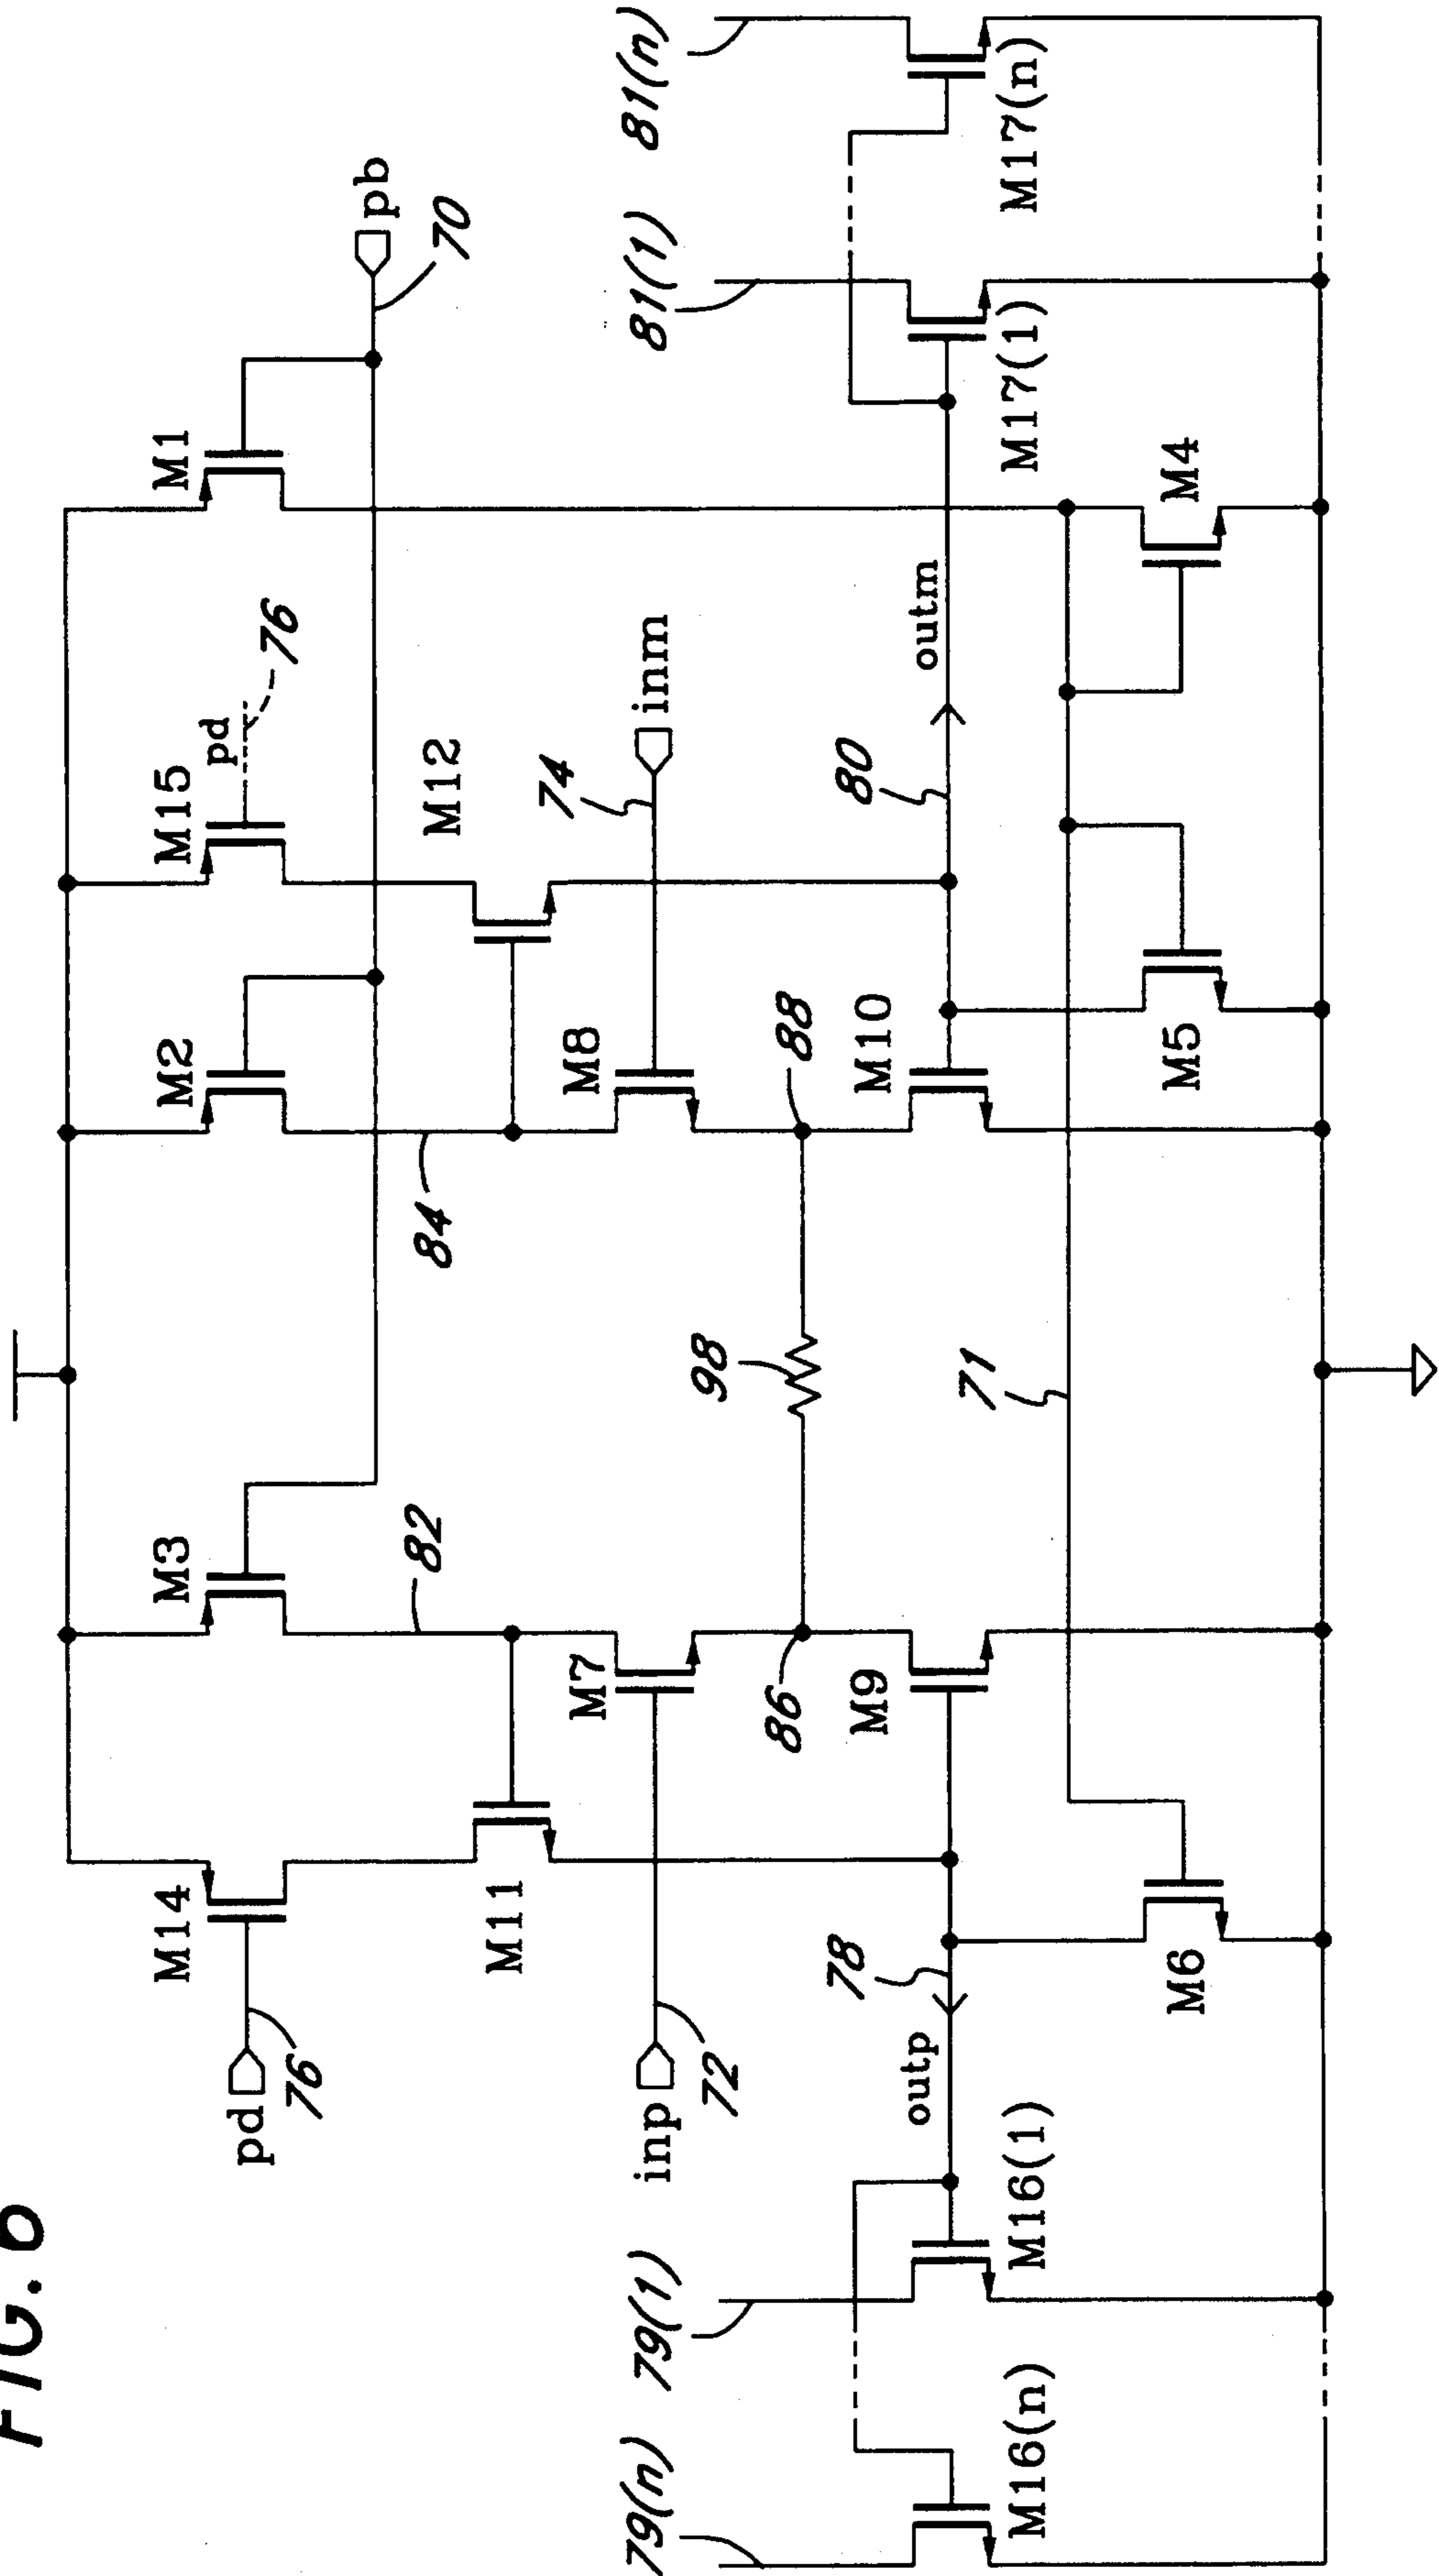 FIG. 6
M14
M3
M2
M15
M1
pd
76
pd
76
82
84
M12
pb
70
M11
M7
M8
inp
72
74
inm
86
98
88
79(n)
79(1)
81(1)
81(n)
outp
78
M9
M10
80
outm
M16(n)
M16(1)
M17(1)
M17(n)
M6
71
M5
M4